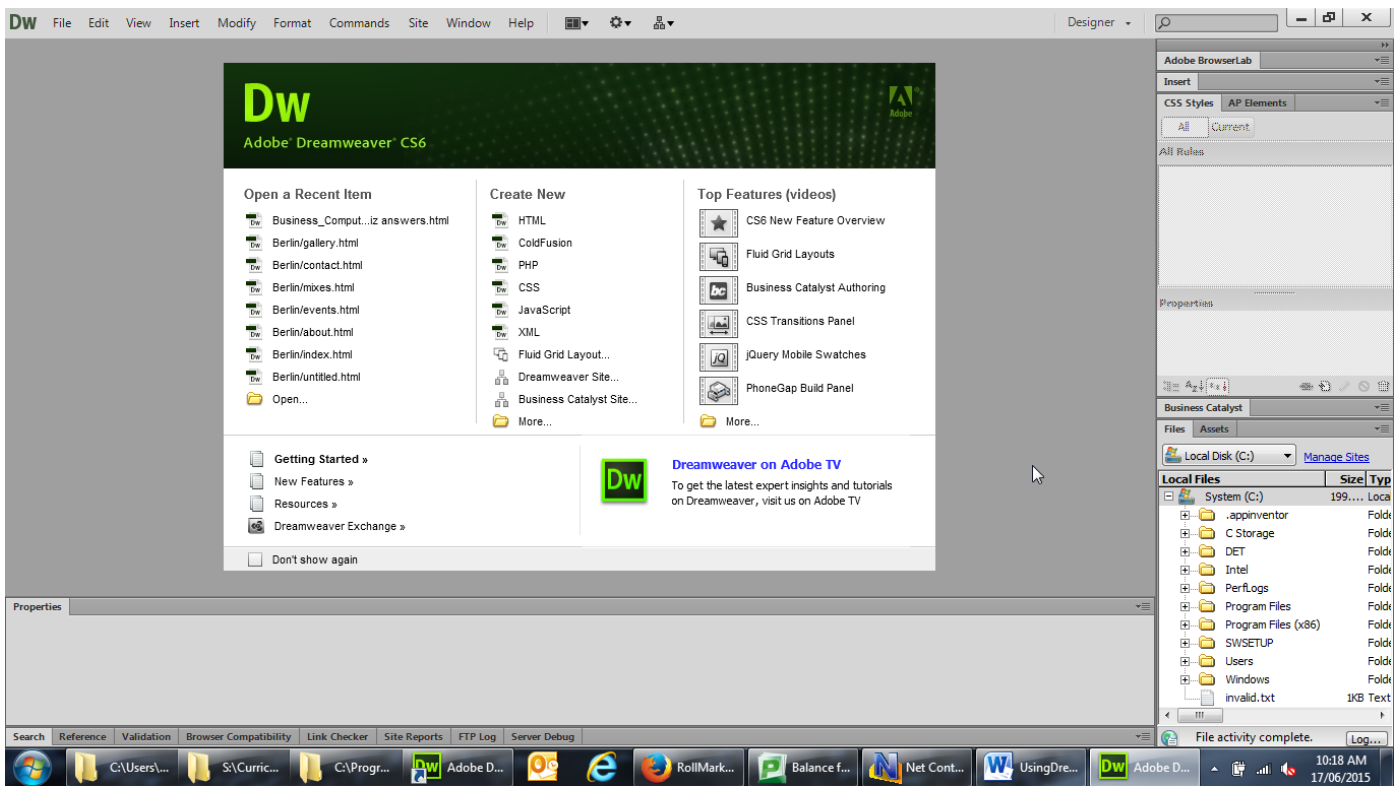 DW File Edit View Insert Modify Format Commands Site Window Help Designer
Dw
Adobe® Dreamweaver® CS6
Adobe
Open a Recent Item
Business_Comput...iz answers.html
Berlin/gallery.html
Berlin/contact.html
Berlin/mixes.html
Berlin/events.html
Berlin/about.html
Berlin/index.html
Berlin/untitled.html
Open...
Create New
HTML
ColdFusion
PHP
CSS
JavaScript
XML
Fluid Grid Layout...
Dreamweaver Site...
Business Catalyst Site...
More...
Top Features (videos)
CS6 New Feature Overview
Fluid Grid Layouts
bc Business Catalyst Authoring
CSS Transitions Panel
jQ jQuery Mobile Swatches
PhoneGap Build Panel
More...
Getting Started »
New Features »
Resources »
Dreamweaver Exchange »
Dw
Dreamweaver on Adobe TV
To get the latest expert insights and tutorials
on Dreamweaver, visit us on Adobe TV
Don't show again
Adobe BrowserLab
Insert
CSS Styles AP Elements
All Current
All Rules
Properties
Business Catalyst
Files Assets
Local Disk (C:) Manage Sites
Local Files Size Typ
System (C:) 199.... Loca
.appinventor Folde
C Storage Folde
DET Folde
Intel Folde
PerfLogs Folde
Program Files Folde
Program Files (x86) Folde
SWSETUP Folde
Users Folde
Windows Folde
invalid.txt 1KB Text
File activity complete. Log...
Properties
Search Reference Validation Browser Compatibility Link Checker Site Reports FTP Log Server Debug
C:\Users\... S:\Curric... C:\Progr... Adobe D... RollMark... Balance f... Net Cont... UsingDre... Adobe D... 10:18 AM
17/06/2015